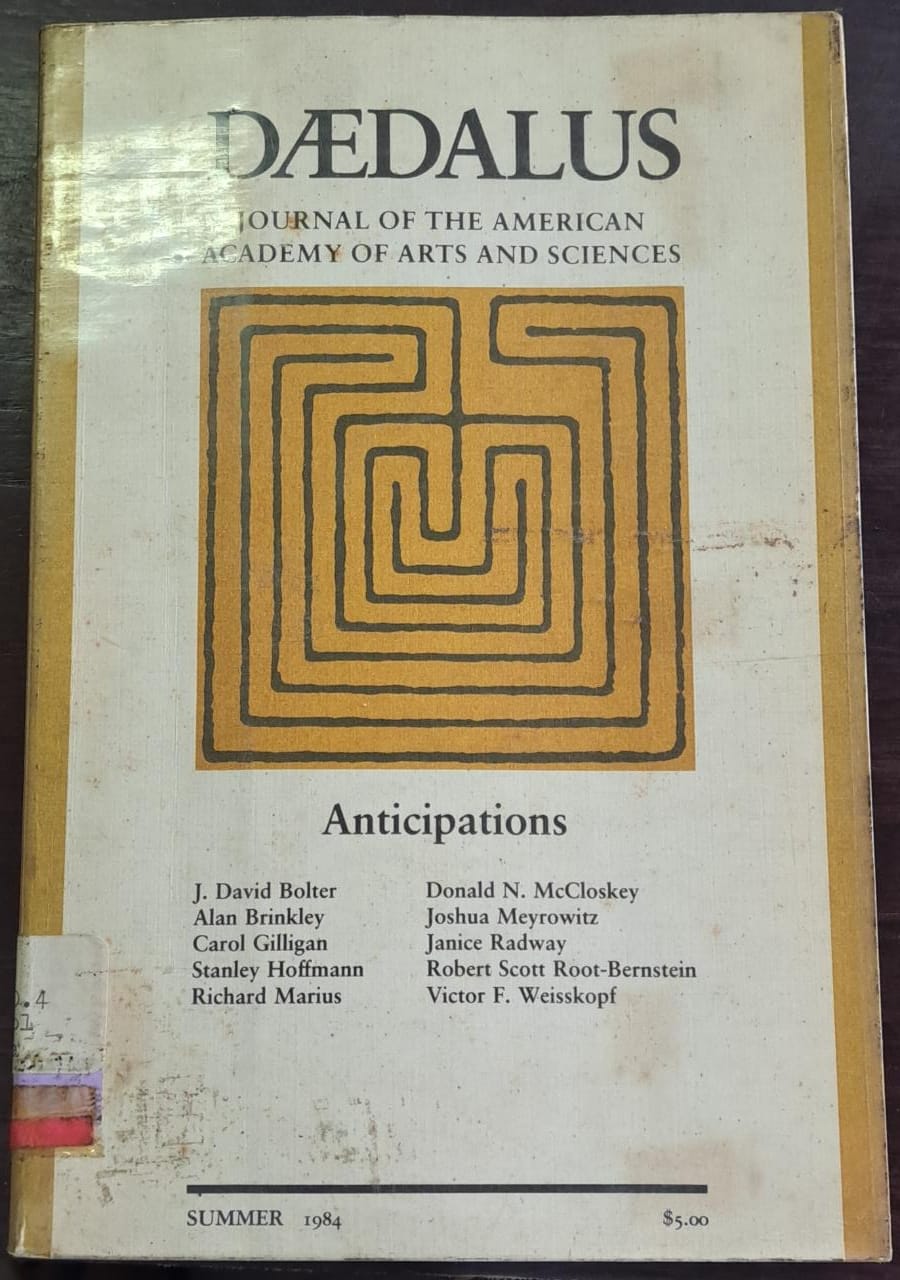 DÆDALUS
JOURNAL OF THE AMERICAN
ACADEMY OF ARTS AND SCIENCES
Anticipations
J. David Bolter
Alan Brinkley
Carol Gilligan
Stanley Hoffmann
Richard Marius
Donald N. McCloskey
Joshua Meyrowitz
Janice Radway
Robert Scott Root-Bernstein
Victor F. Weisskopf
.4
SUMMER 1984
$5.00